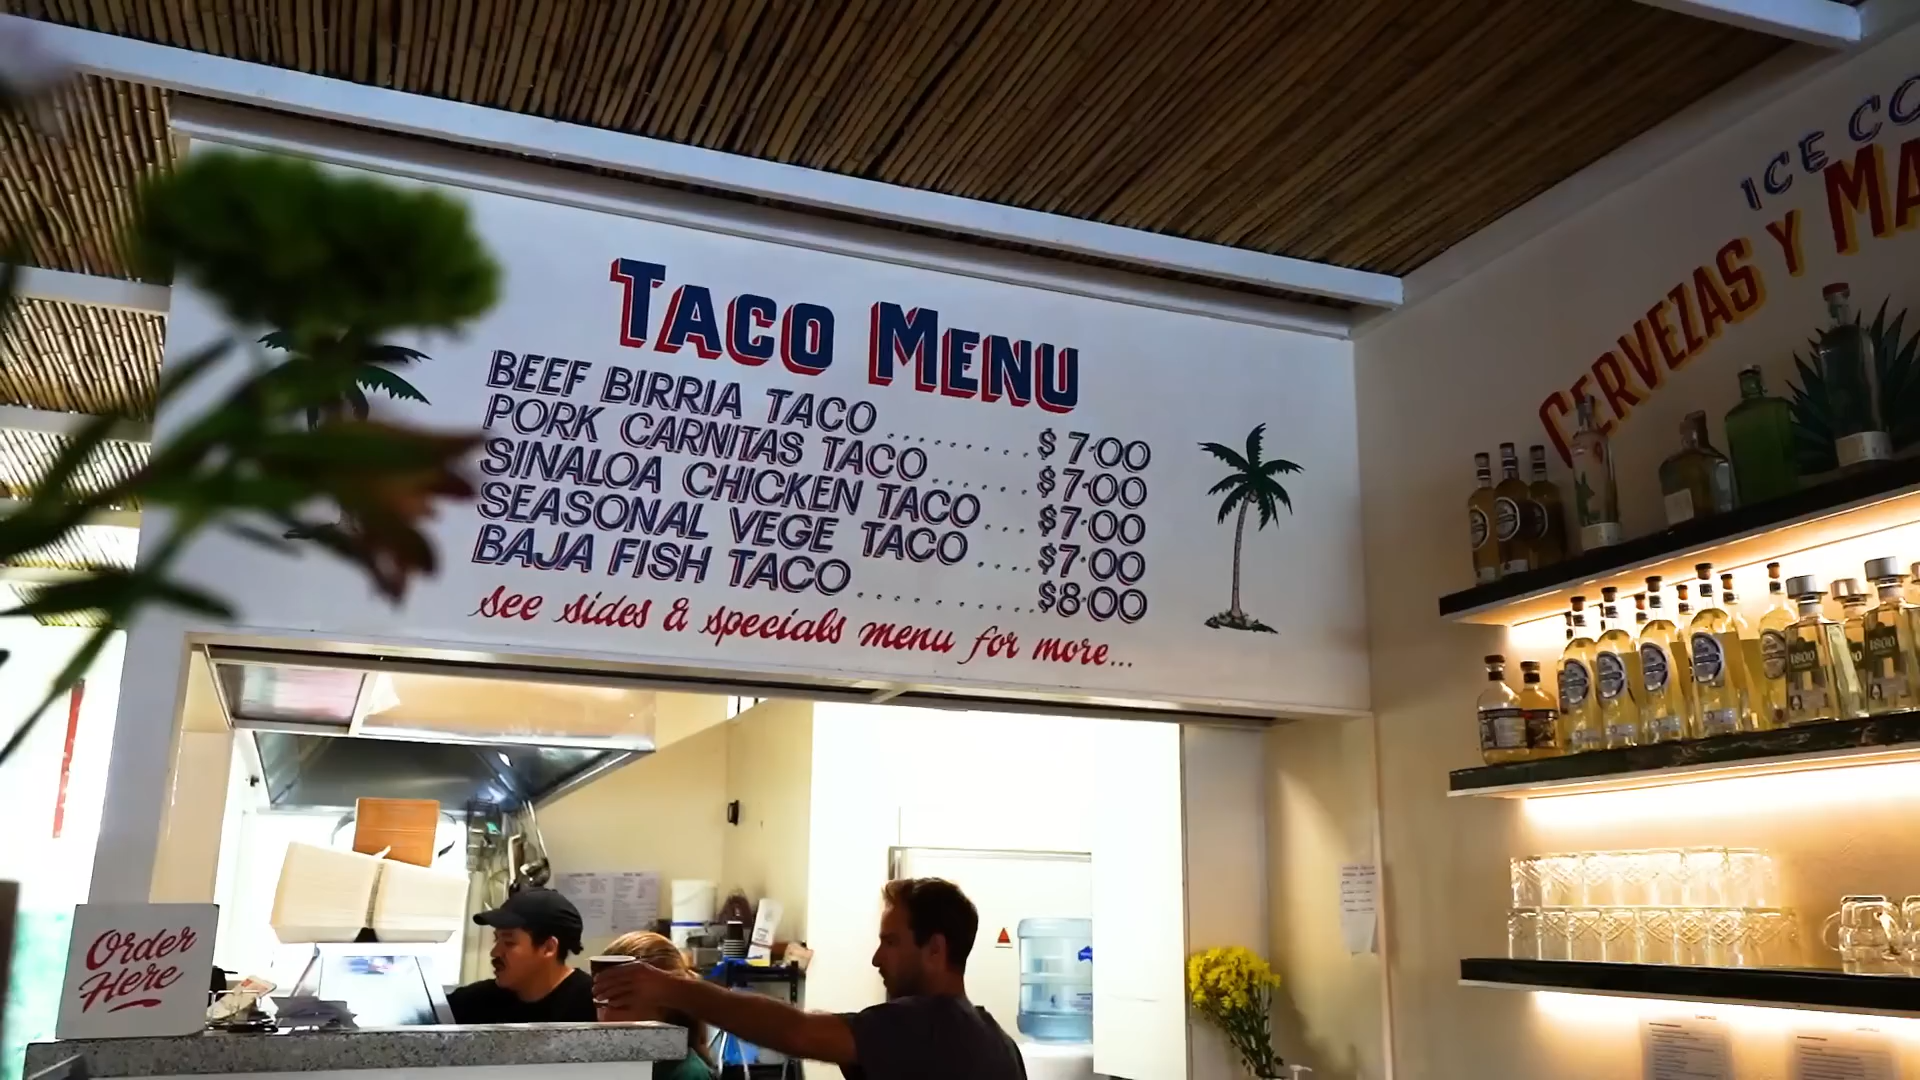 TACO MENU
BEEF BIRRIA TACO ........ $7.00
PORK CARNITAS TACO ...... $7.00
SINALOA CHICKEN TACO ... $7.00
SEASONAL VEGE TACO .... $7.00
BAJA FISH TACO .......... $8.00
see sides & specials menu for more...
ICE CO
CERVEZAS Y MA
1800
Order
Here